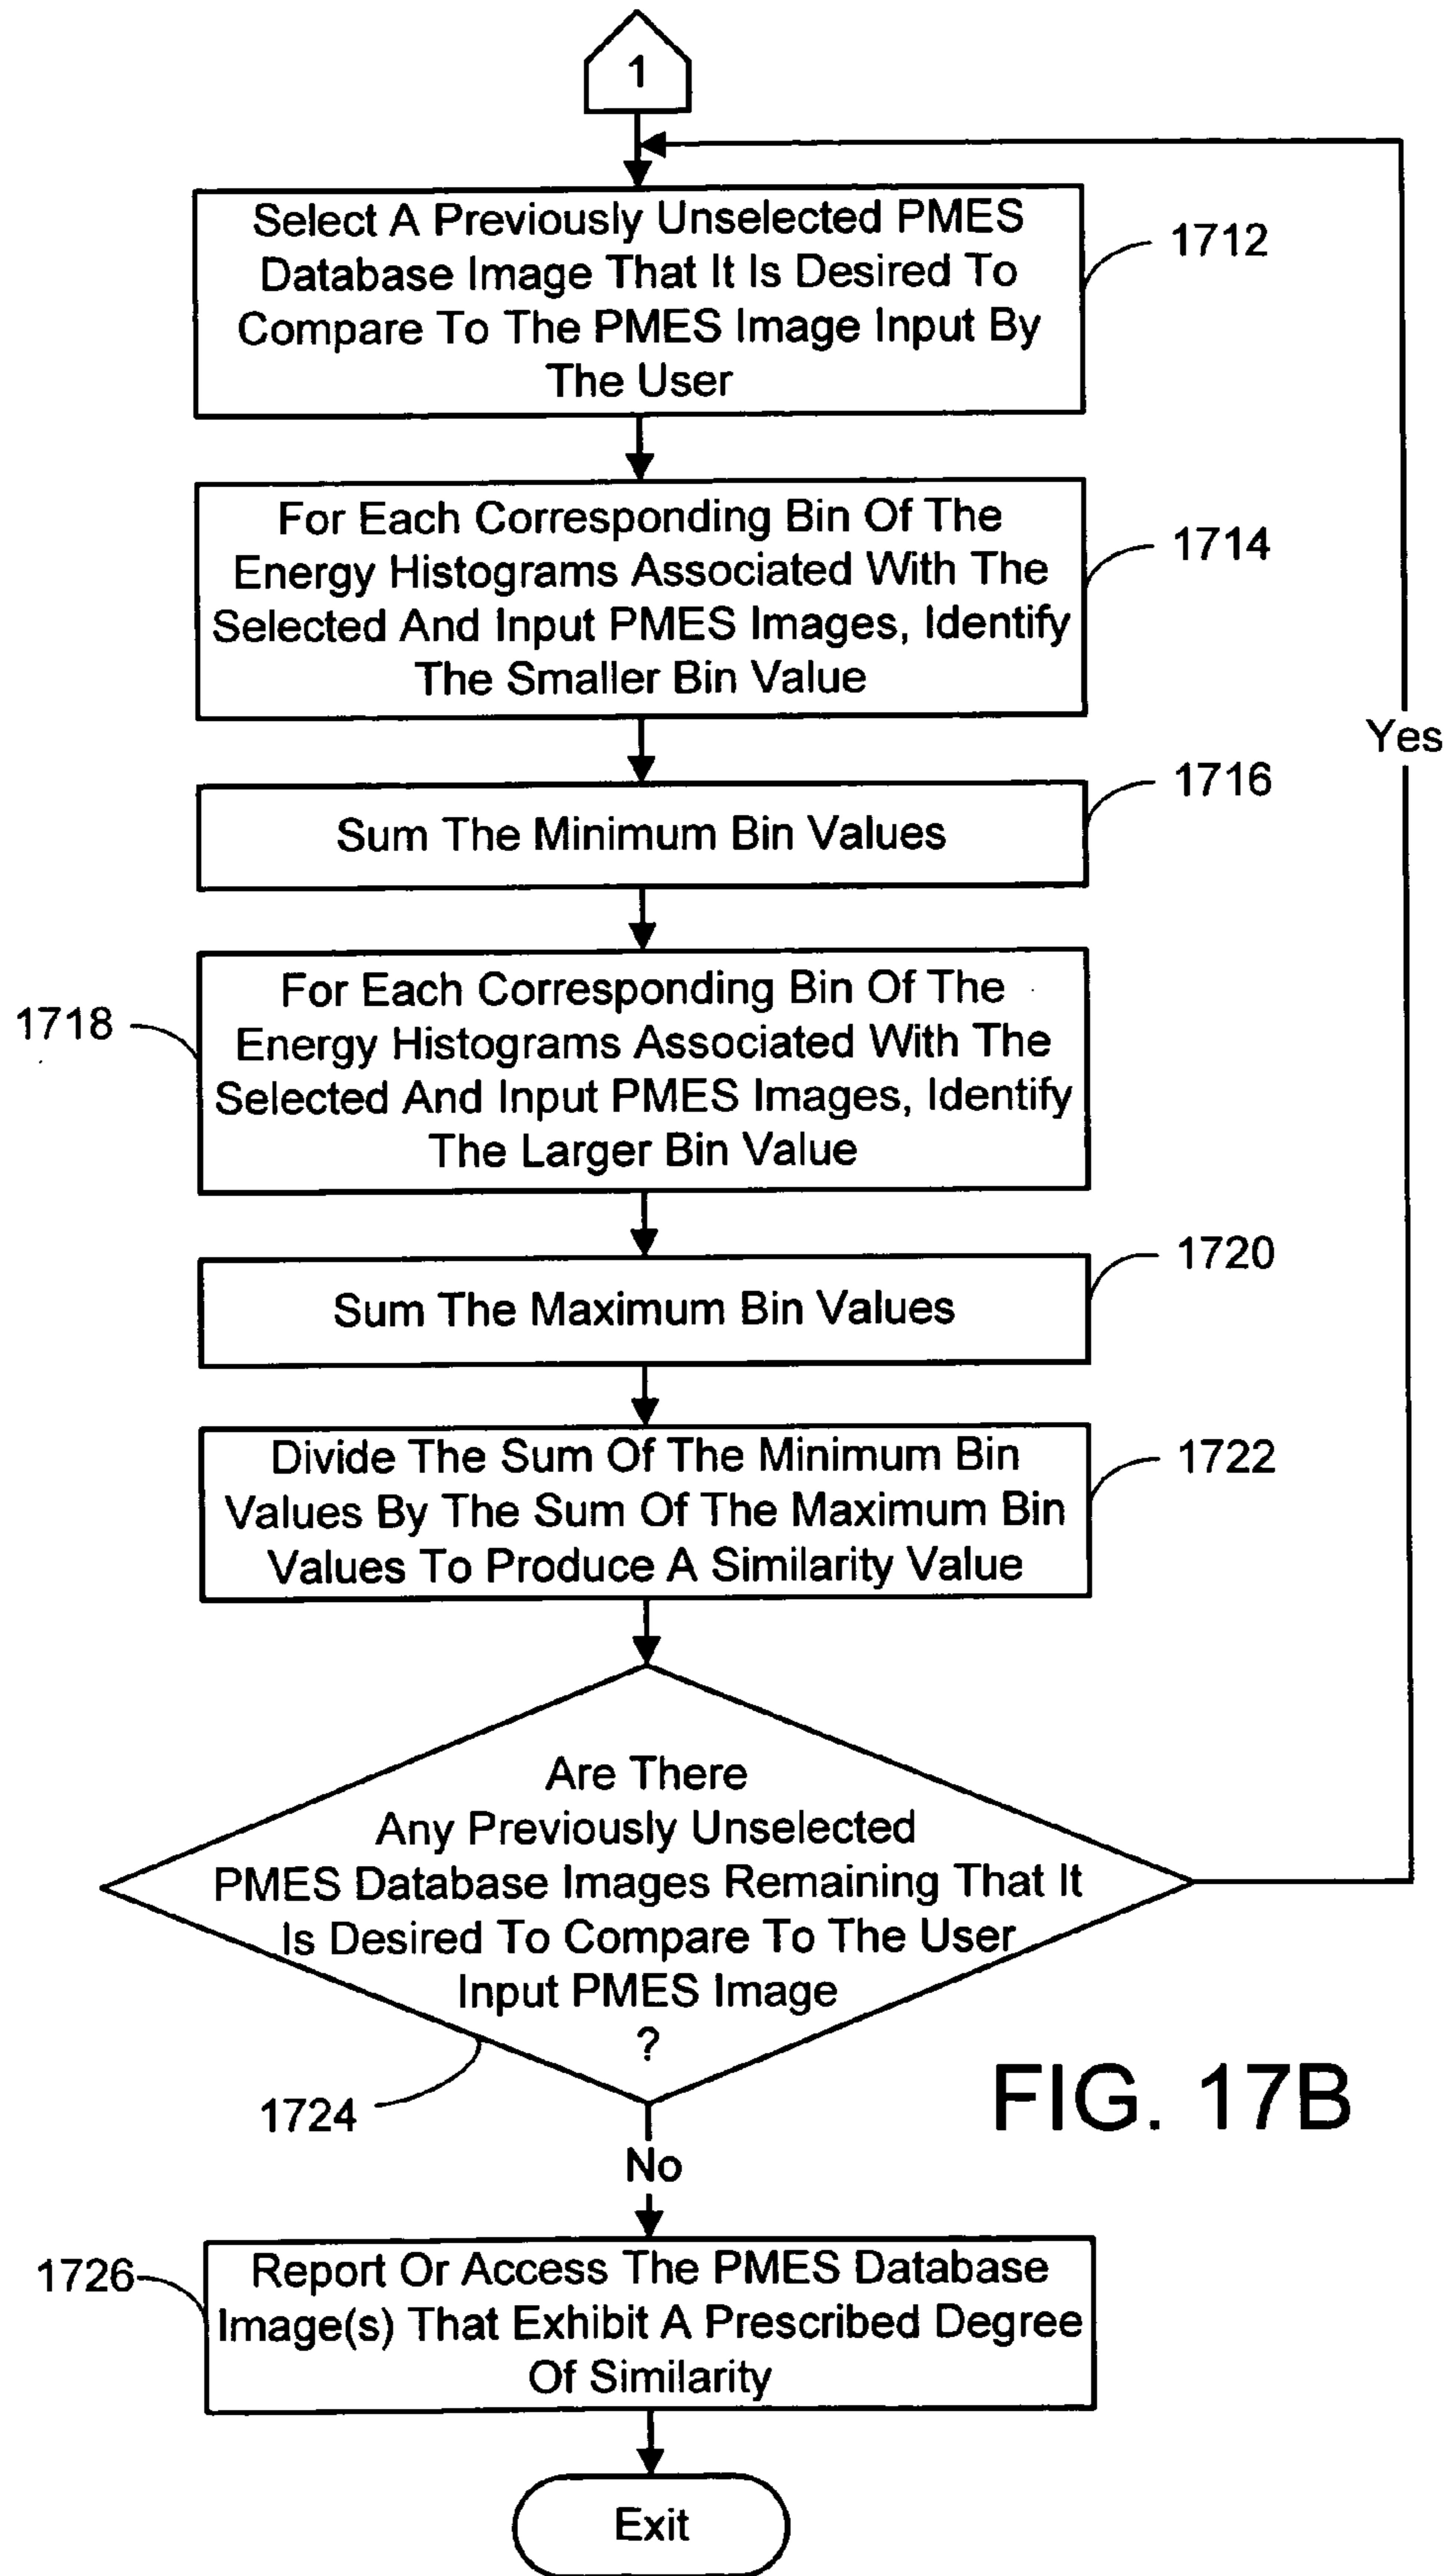 1
Select A Previously Unselected PMES
Database Image That It Is Desired To
Compare To The PMES Image Input By
The User
1712
For Each Corresponding Bin Of The
Energy Histograms Associated With The
Selected And Input PMES Images, Identify
The Smaller Bin Value
1714
Yes
Sum The Minimum Bin Values
1716
For Each Corresponding Bin Of The
Energy Histograms Associated With The
Selected And Input PMES Images, Identify
The Larger Bin Value
1718
Sum The Maximum Bin Values
1720
Divide The Sum Of The Minimum Bin
Values By The Sum Of The Maximum Bin
Values To Produce A Similarity Value
1722
Are There
Any Previously Unselected
PMES Database Images Remaining That It
Is Desired To Compare To The User
Input PMES Image
?
1724
FIG. 17B
No
1726
Report Or Access The PMES Database
Image(s) That Exhibit A Prescribed Degree
Of Similarity
Exit